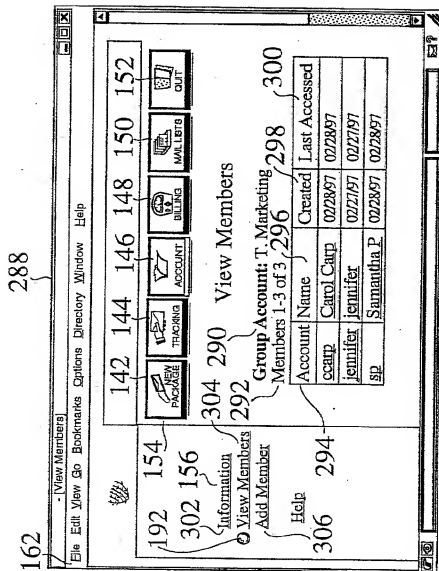 288
162
- [View Members]
File Edit View Go Bookmarks Options Directory Window Help
142 144 146 148 150 152
NEW PACKAGE
TRACKING
ACCOUNT
BILLING
MAIL LISTS
QUIT
154
192 302 156 304
Information
View Members
Add Member
Help
306
290
View Members
292
Group Account: T. Marketing
Members 1-3 of 3 296 298 300
Account Name Created Last Accessed
ccarp Carol Carp 02/28/97 02/28/97
jennifer jennifer 02/27/97 02/27/97
sp Samantha P 02/28/97 02/28/97
294